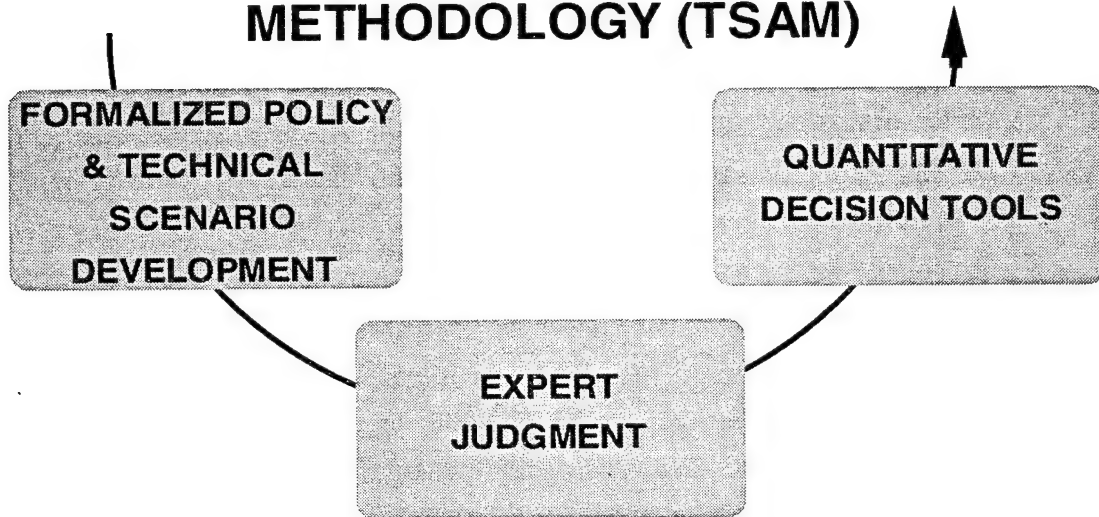 METHODOLOGY (TSAM)
FORMALIZED POLICY
& TECHNICAL
SCENARIO
DEVELOPMENT
QUANTITATIVE
DECISION TOOLS
EXPERT
JUDGMENT